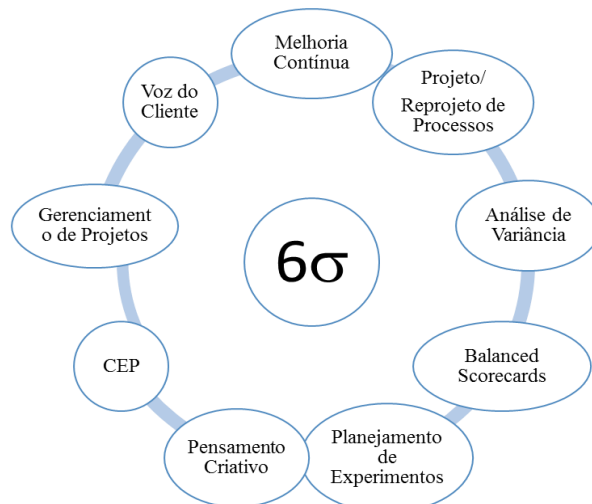 Melhoria
Contínua
Projeto/
Reprojeto de
Processos
Análise de
Variância
Balanced
Scorecards
Planejamento
de
Experimentos
Pensamento
Criativo
CEP
Gerenciament
o de Projetos
Voz do
Cliente
6σ